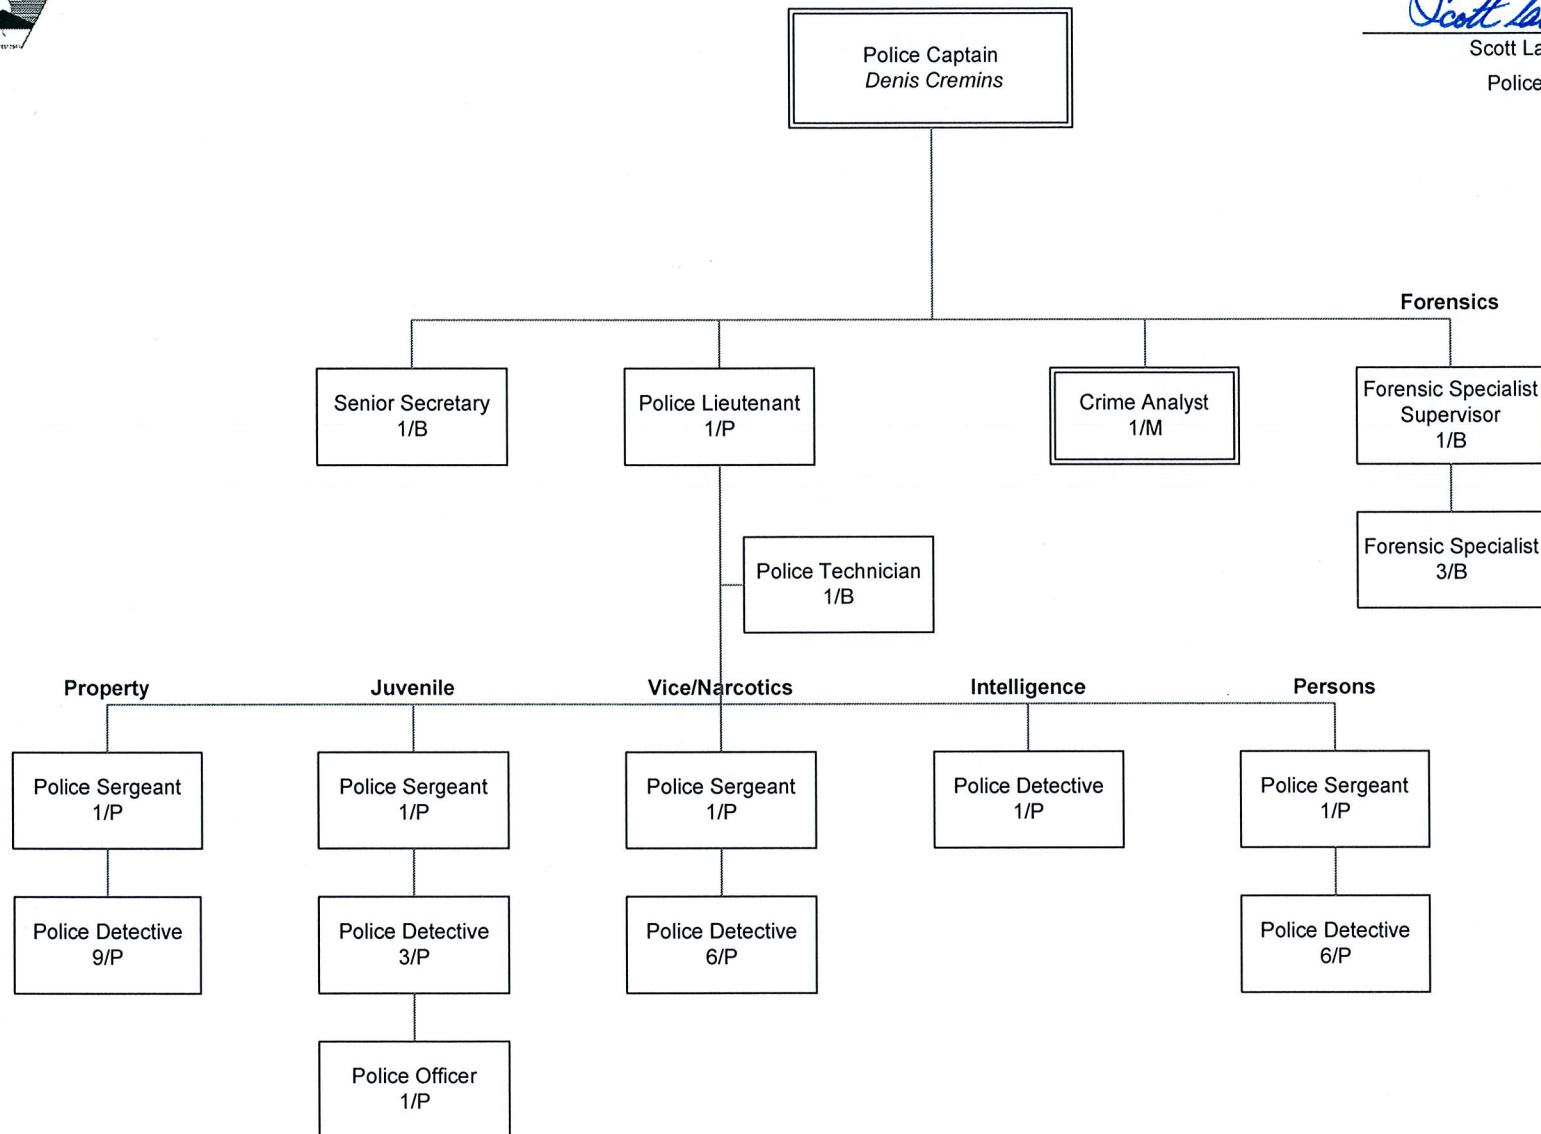 Scott La
Police
Police Captain
Denis Cremins
Forensics
Senior Secretary
1/B
Police Lieutenant
1/P
Crime Analyst
1/M
Forensic Specialist
Supervisor
1/B
Forensic Specialist
3/B
Police Technician
1/B
Property
Juvenile
Vice/Narcotics
Intelligence
Persons
Police Sergeant
1/P
Police Sergeant
1/P
Police Sergeant
1/P
Police Detective
1/P
Police Sergeant
1/P
Police Detective
9/P
Police Detective
3/P
Police Detective
6/P
Police Detective
6/P
Police Officer
1/P